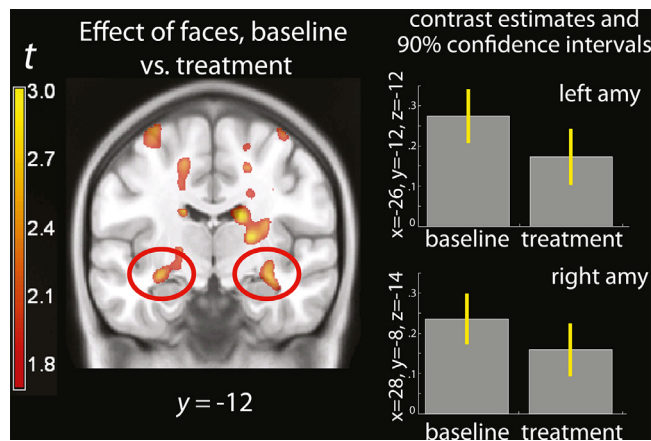 Effect of faces, baseline
vs. treatment
t
3.0
2.7
2.4
2.1
1.8
y = -12
contrast estimates and
90% confidence intervals
left amy
x=-26, y=-12, z=-12
.3
.2
.1
0
baseline treatment
right amy
x=28, y=-8, z=-14
.3
.2
.1
0
baseline treatment